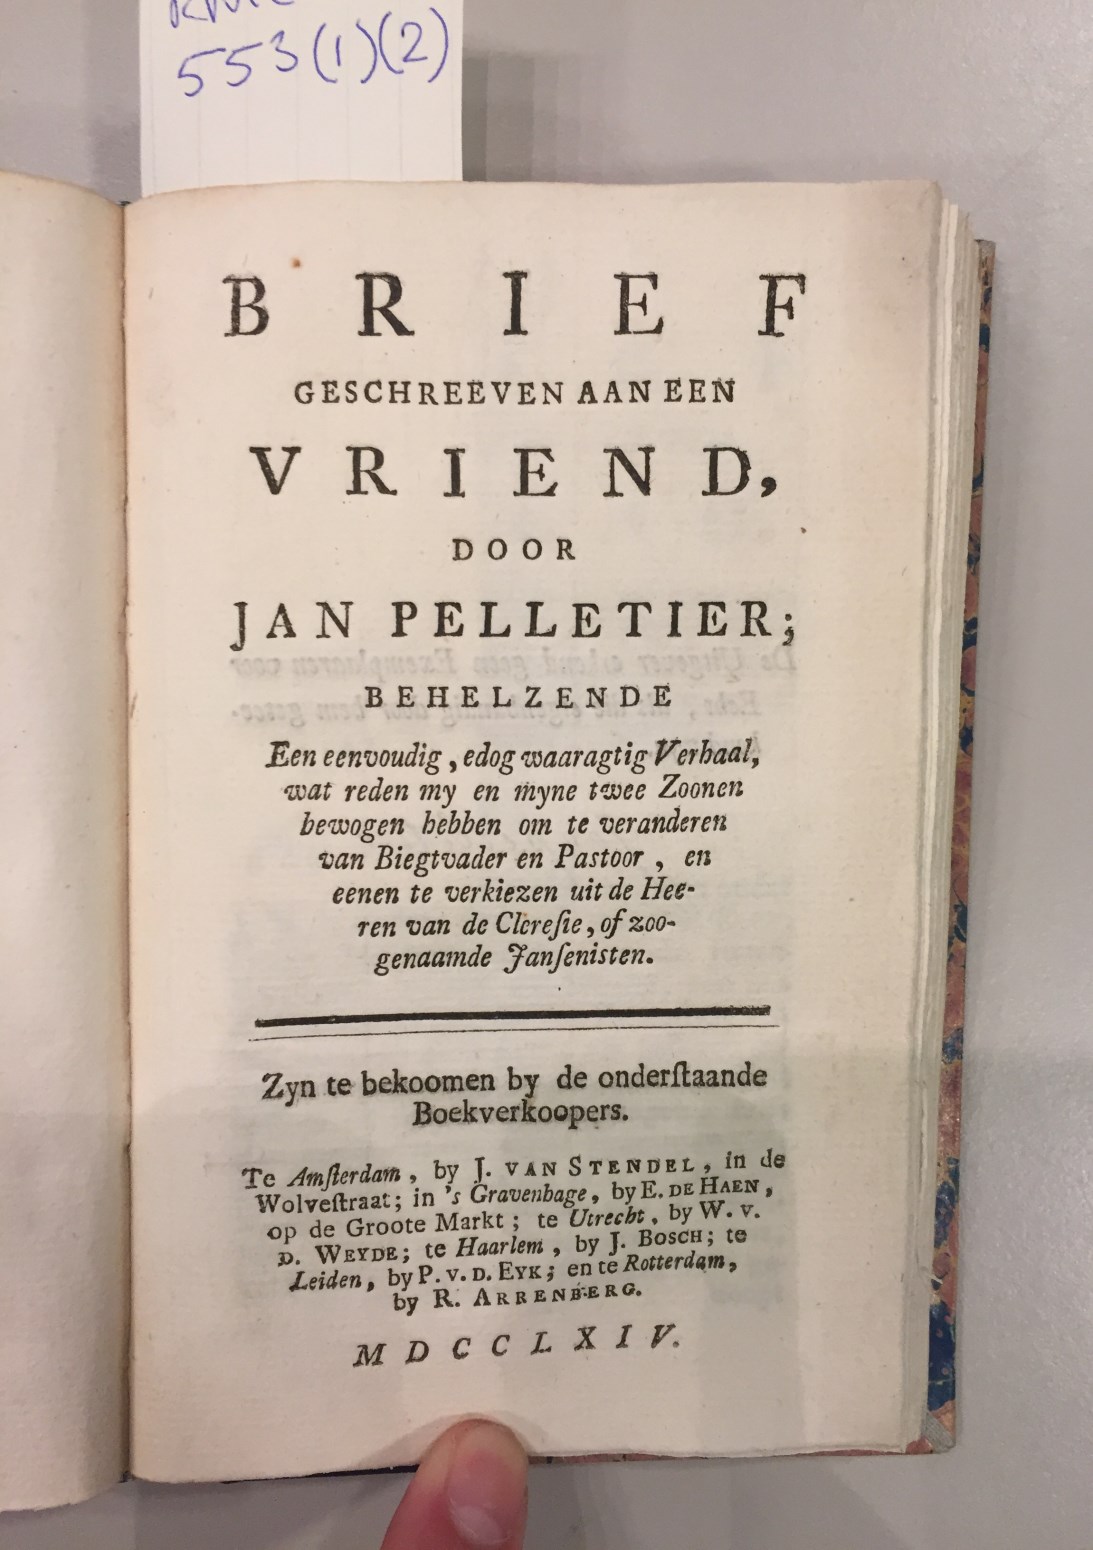 553(1)(2)
BRIEF
GESCHREEVEN AAN EEN
VRIEND,
DOOR
JAN PELLETIER;
BEHELZENDE
Een eenvoudig, edog waaragtig Verhaal,
wat reden my en myne twee Zoonen
bewogen hebben om te veranderen
van Biegtvader en Pastoor, en
eenen te verkiezen uit de Hee-
ren van de Clereſie, of zoo-
genaamde Janſenisten.
Zyn te bekoomen by de onderſtaande
Boekverkoopers.
Te Amſterdam, by J. VAN STENDEL, in de
Wolveſtraat; in 's Gravenhage, by E. DE HAEN,
op de Groote Markt; te Utrecht, by W. v.
D. WEYDE; te Haarlem, by J. BOSCH; te
Leiden, by P. v. D. EYK; en te Rotterdam,
by R. ARRENBERG.
MDCCLXIV.